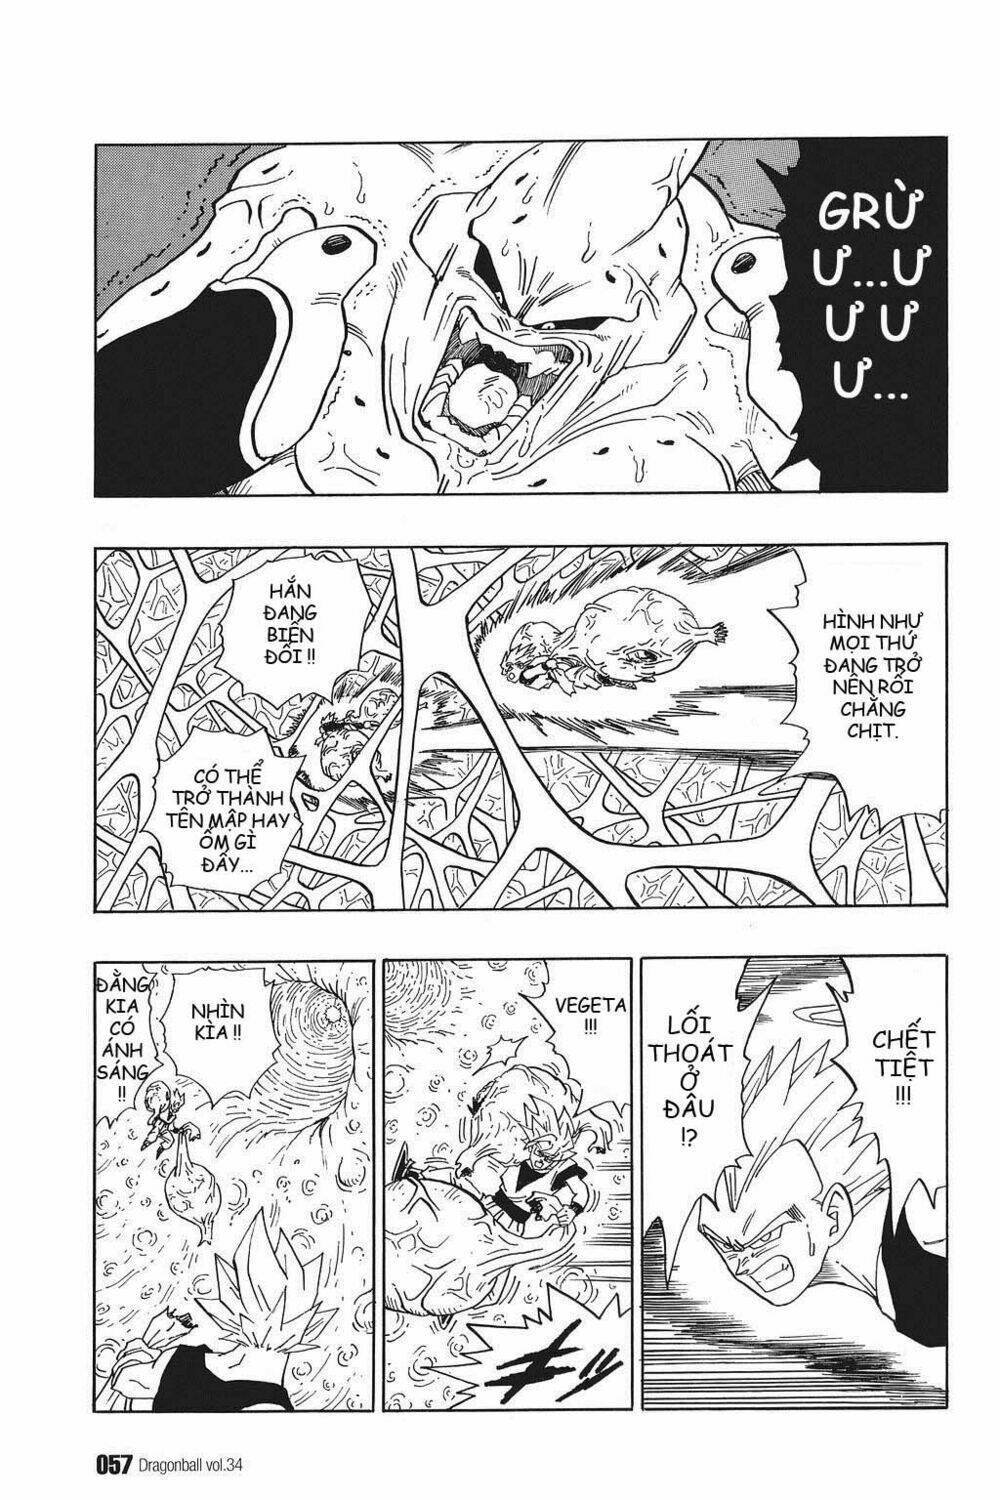 GRỪ
Ư...Ư
Ư Ư
Ư...
HÌNH NHƯ
MỌI THỨ
ĐANG TRỞ
NÊN RỐI
CHẰNG
CHỊT.
HẮN
ĐANG
BIẾN
ĐỔI !!
CÓ THỂ
TRỞ THÀNH
TÊN MẬP HAY
ỐM GÌ
ĐẤY...
CHẾT
TIỆT
!!!
LỐI
THOÁT
Ở
ĐÂU
!?
VEGETA
!!!
NHÌN
KÌA !!
ĐẰNG
KIA
CÓ
ÁNH
SÁNG
!!
057 Dragonball vol.34